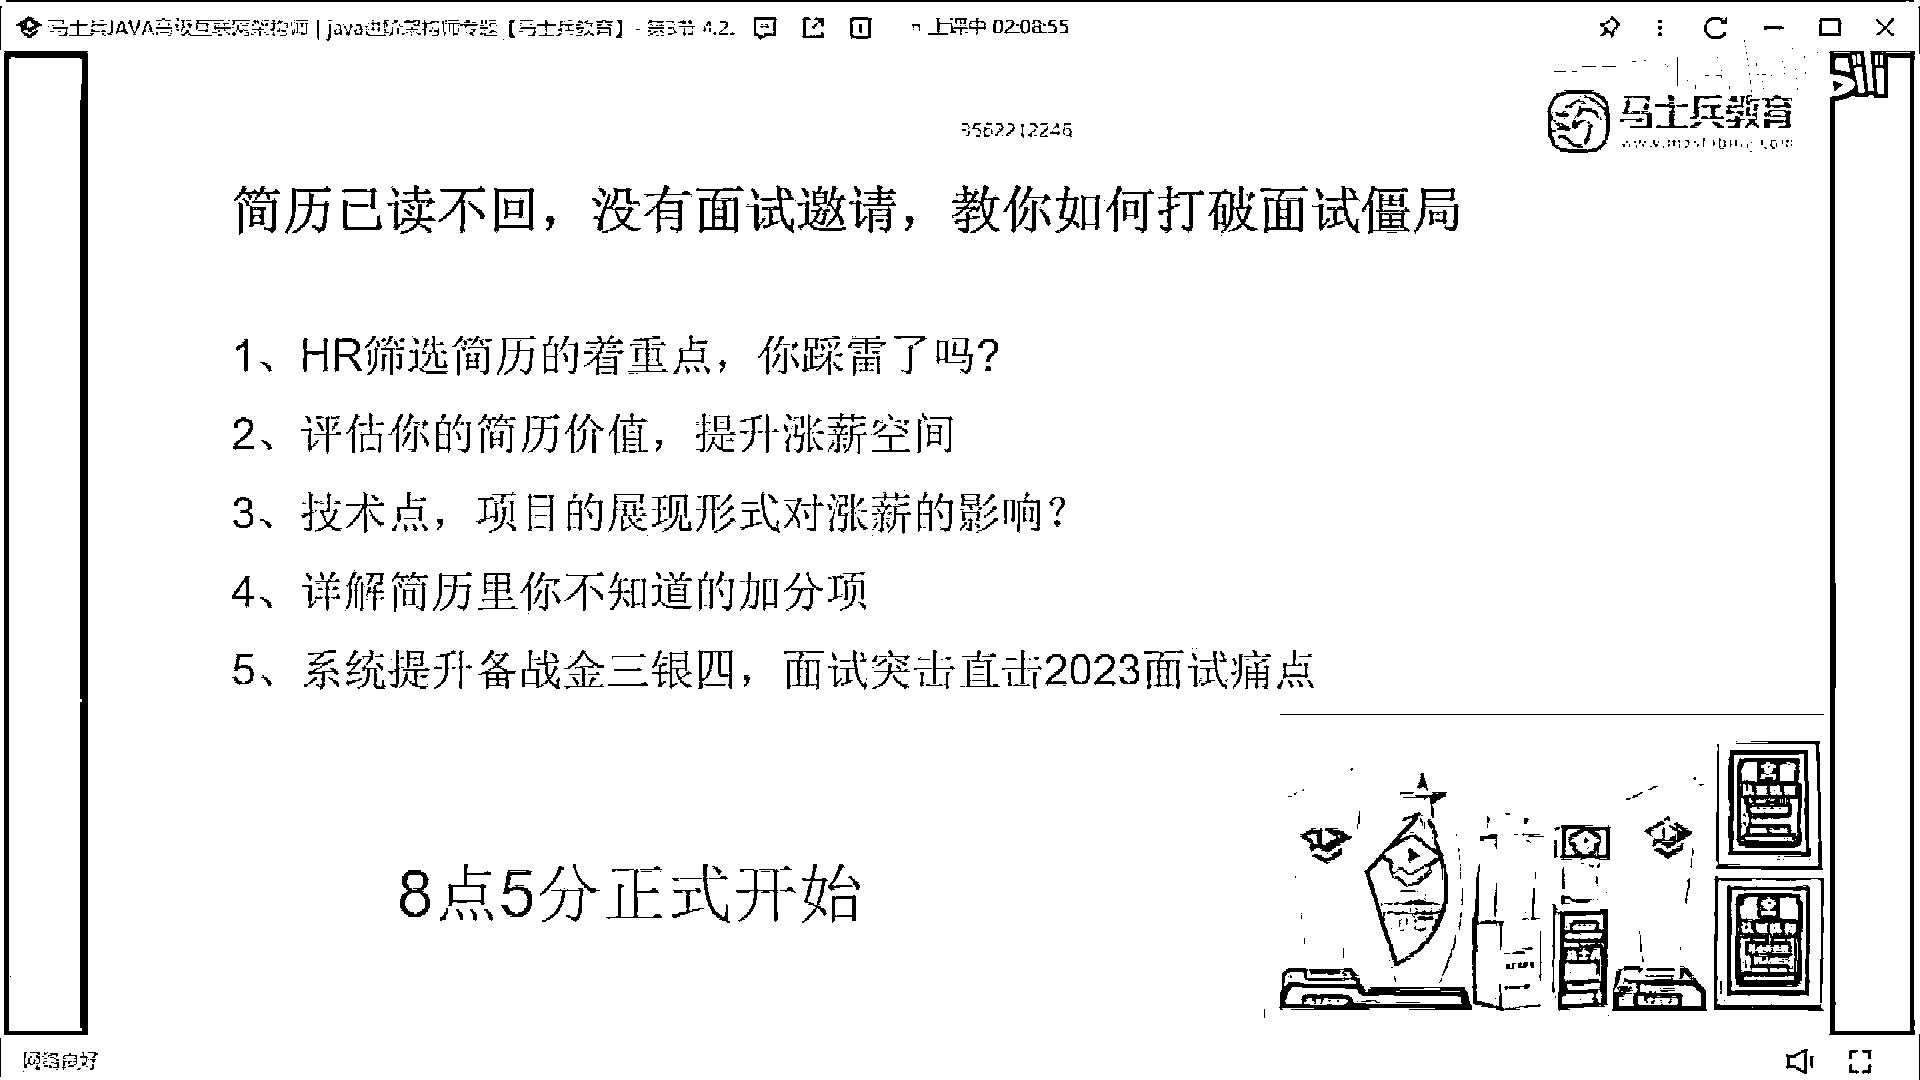 马士兵JAVA高级互联网架构师 | java进阶架构师专题【马士兵教育】- 第3节 4.2.
上课中 02:08:55
马士兵教育
www.mashibing.com
3562212246
简历已读不回，没有面试邀请，教你如何打破面试僵局
1、HR筛选简历的着重点，你踩雷了吗?
2、评估你的简历价值，提升涨薪空间
3、技术点，项目的展现形式对涨薪的影响?
4、详解简历里你不知道的加分项
5、系统提升备战金三银四，面试突击直击2023面试痛点
8点5分正式开始
网络良好